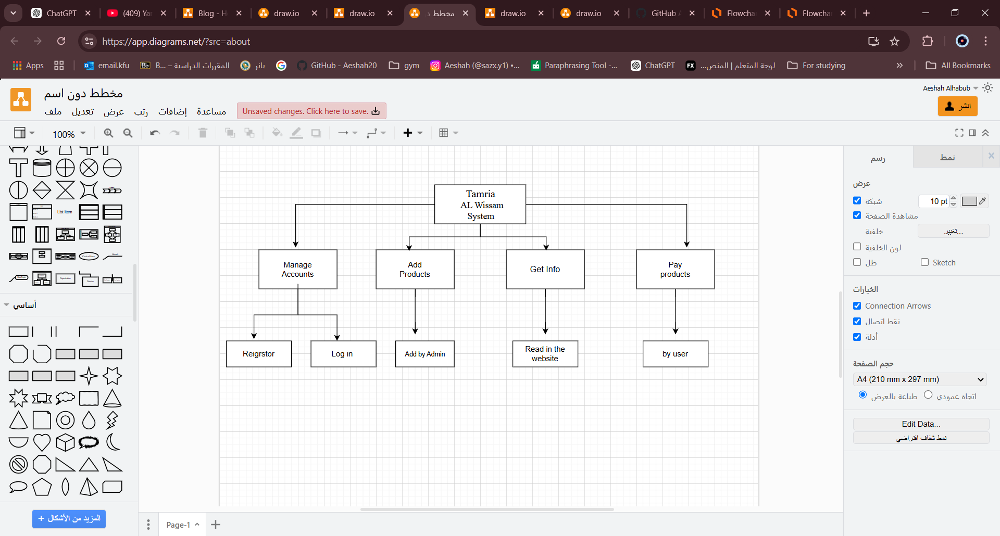 ChatGPT
(409) Ya
Blog - H
draw.io
draw.io
مخطط د
draw.io
draw.io
GitHub
Flowcha
Flowcha
https://app.diagrams.net/?src=about
Apps
email.kfu
B... – المقررات الدراسية
بانر
GitHub - Aeshah20
gym
Aeshah (@sazx.y1) •...
Paraphrasing Tool -...
ChatGPT
لوحة المتعلم | المنص...
For studying
All Bookmarks
مخطط دون اسم
Aeshah Alhabub
ملف
تعديل
عرض
رتب
إضافات
مساعدة
Unsaved changes. Click here to save.
انشر
100%
List Item
أساسي
المزيد من الأشكال +
Tamria
AL Wissam
System
Manage
Accounts
Add
Products
Get Info
Pay
products
Reigrstor
Log in
Add by Admin
Read in the
website
by user
رسم
نمط
عرض
شبكة
10 pt
مشاهدة الصفحة
خلفية
تغيير...
لون الخلفية
ظل
Sketch
الخيارات
Connection Arrows
نقط اتصال
أدلة
حجم الصفحة
A4 (210 mm x 297 mm)
طباعة بالعرض
اتجاه عمودي
Edit Data...
نمط شفاف افتراضي
Page-1